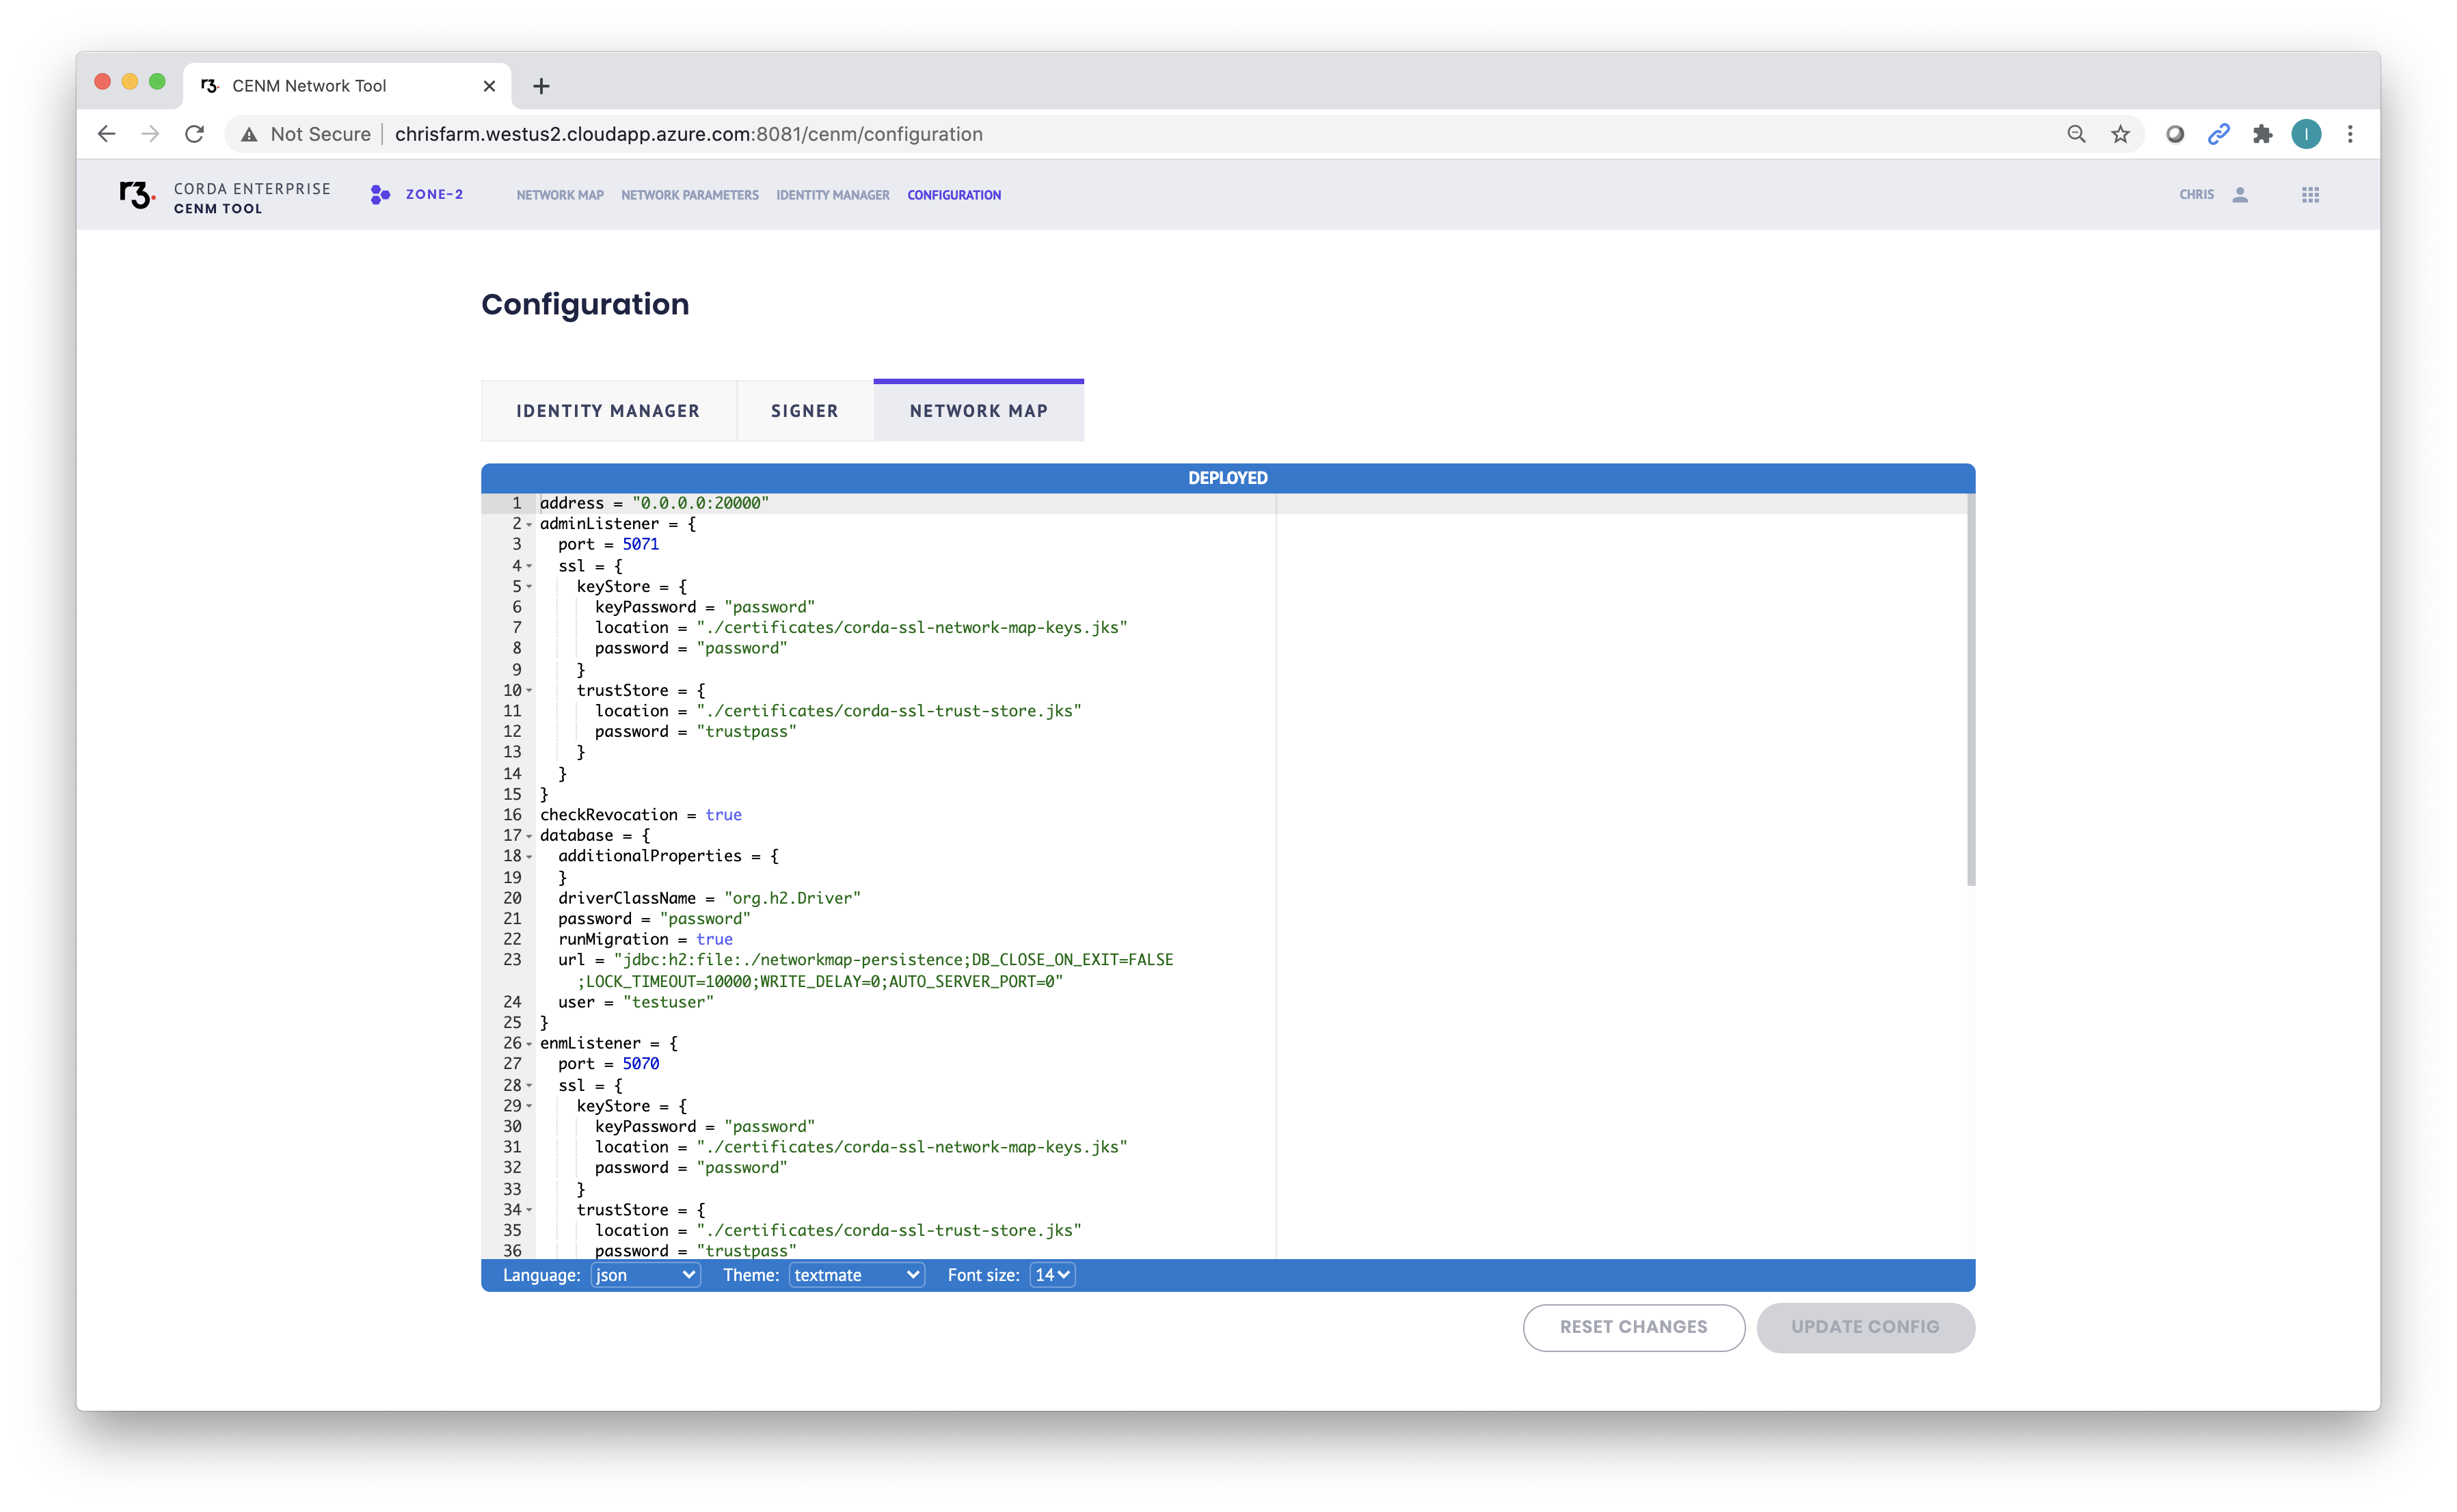 r3. CENM Network Tool
Not Secure chrisfarm.westus2.cloudapp.azure.com:8081/cenm/configuration
I
r3. CORDA ENTERPRISE
CENM TOOL
ZONE-2 NETWORK MAP NETWORK PARAMETERS IDENTITY MANAGER CONFIGURATION CHRIS
Configuration
IDENTITY MANAGER SIGNER NETWORK MAP
DEPLOYED
1 address = "0.0.0.0:20000"
2 adminListener = {
3 port = 5071
4 ssl = {
5 keyStore = {
6 keyPassword = "password"
7 location = "./certificates/corda-ssl-network-map-keys.jks"
8 password = "password"
9 }
10 trustStore = {
11 location = "./certificates/corda-ssl-trust-store.jks"
12 password = "trustpass"
13 }
14 }
15 }
16 checkRevocation = true
17 database = {
18 additionalProperties = {
19 }
20 driverClassName = "org.h2.Driver"
21 password = "password"
22 runMigration = true
23 url = "jdbc:h2:file:./networkmap-persistence;DB_CLOSE_ON_EXIT=FALSE
;LOCK_TIMEOUT=10000;WRITE_DELAY=0;AUTO_SERVER_PORT=0"
24 user = "testuser"
25 }
26 enmListener = {
27 port = 5070
28 ssl = {
29 keyStore = {
30 keyPassword = "password"
31 location = "./certificates/corda-ssl-network-map-keys.jks"
32 password = "password"
33 }
34 trustStore = {
35 location = "./certificates/corda-ssl-trust-store.jks"
36 password = "trustpass"
Language: json Theme: textmate Font size: 14
RESET CHANGES UPDATE CONFIG